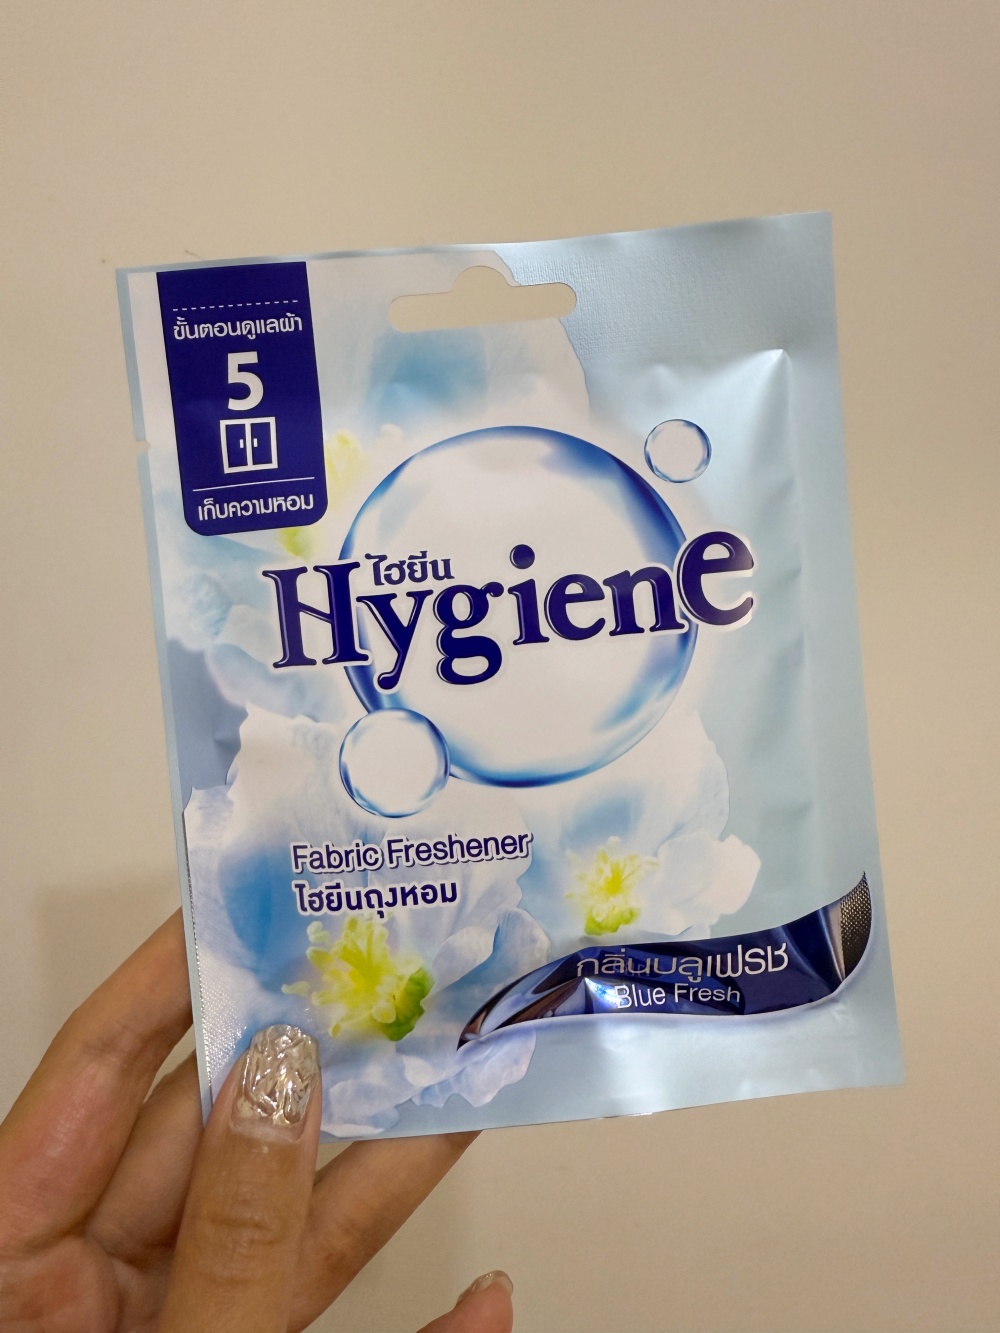 ขั้นตอนดูแลผ้า
5
เก็บความหอม
ไฮยีน
Hygiene
Fabric Freshener
ไฮยีนถุงหอม
กลิ่นบลูเฟรช
Blue Fresh